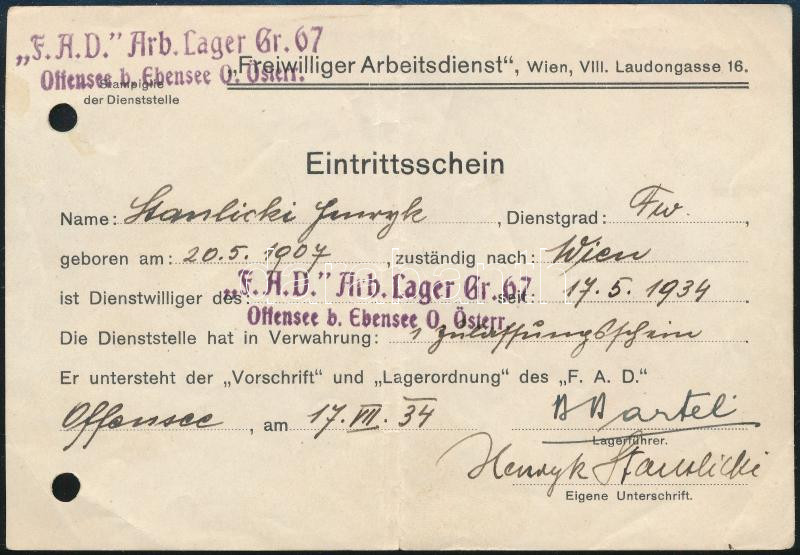 „F. A. D.” Arb. Lager Gr. 67
Offensee b. Ebensee O. Österr.
Stampiglie
der Dienststelle
„Freiwilliger Arbeitsdienst“, Wien, VIII. Laudongasse 16.
Eintrittsschein
Name: Stanlicki Henryk, Dienstgrad: Fw.,
geboren am: 20.5.1907, zuständig nach: Wien
ist Dienstwilliger des: „F. A. D.” Arb. Lager Gr. 67 seit: 17.5.1934
Offensee b. Ebensee O. Österr.
Die Dienststelle hat in Verwahrung: 1 Zulassungsschein
Er untersteht der „Vorschrift“ und „Lagerordnung“ des „F. A. D.“
Offensee, am 17.VII.34 Bartel
Lagerführer.
Henryk Stanlicki
Eigene Unterschrift.